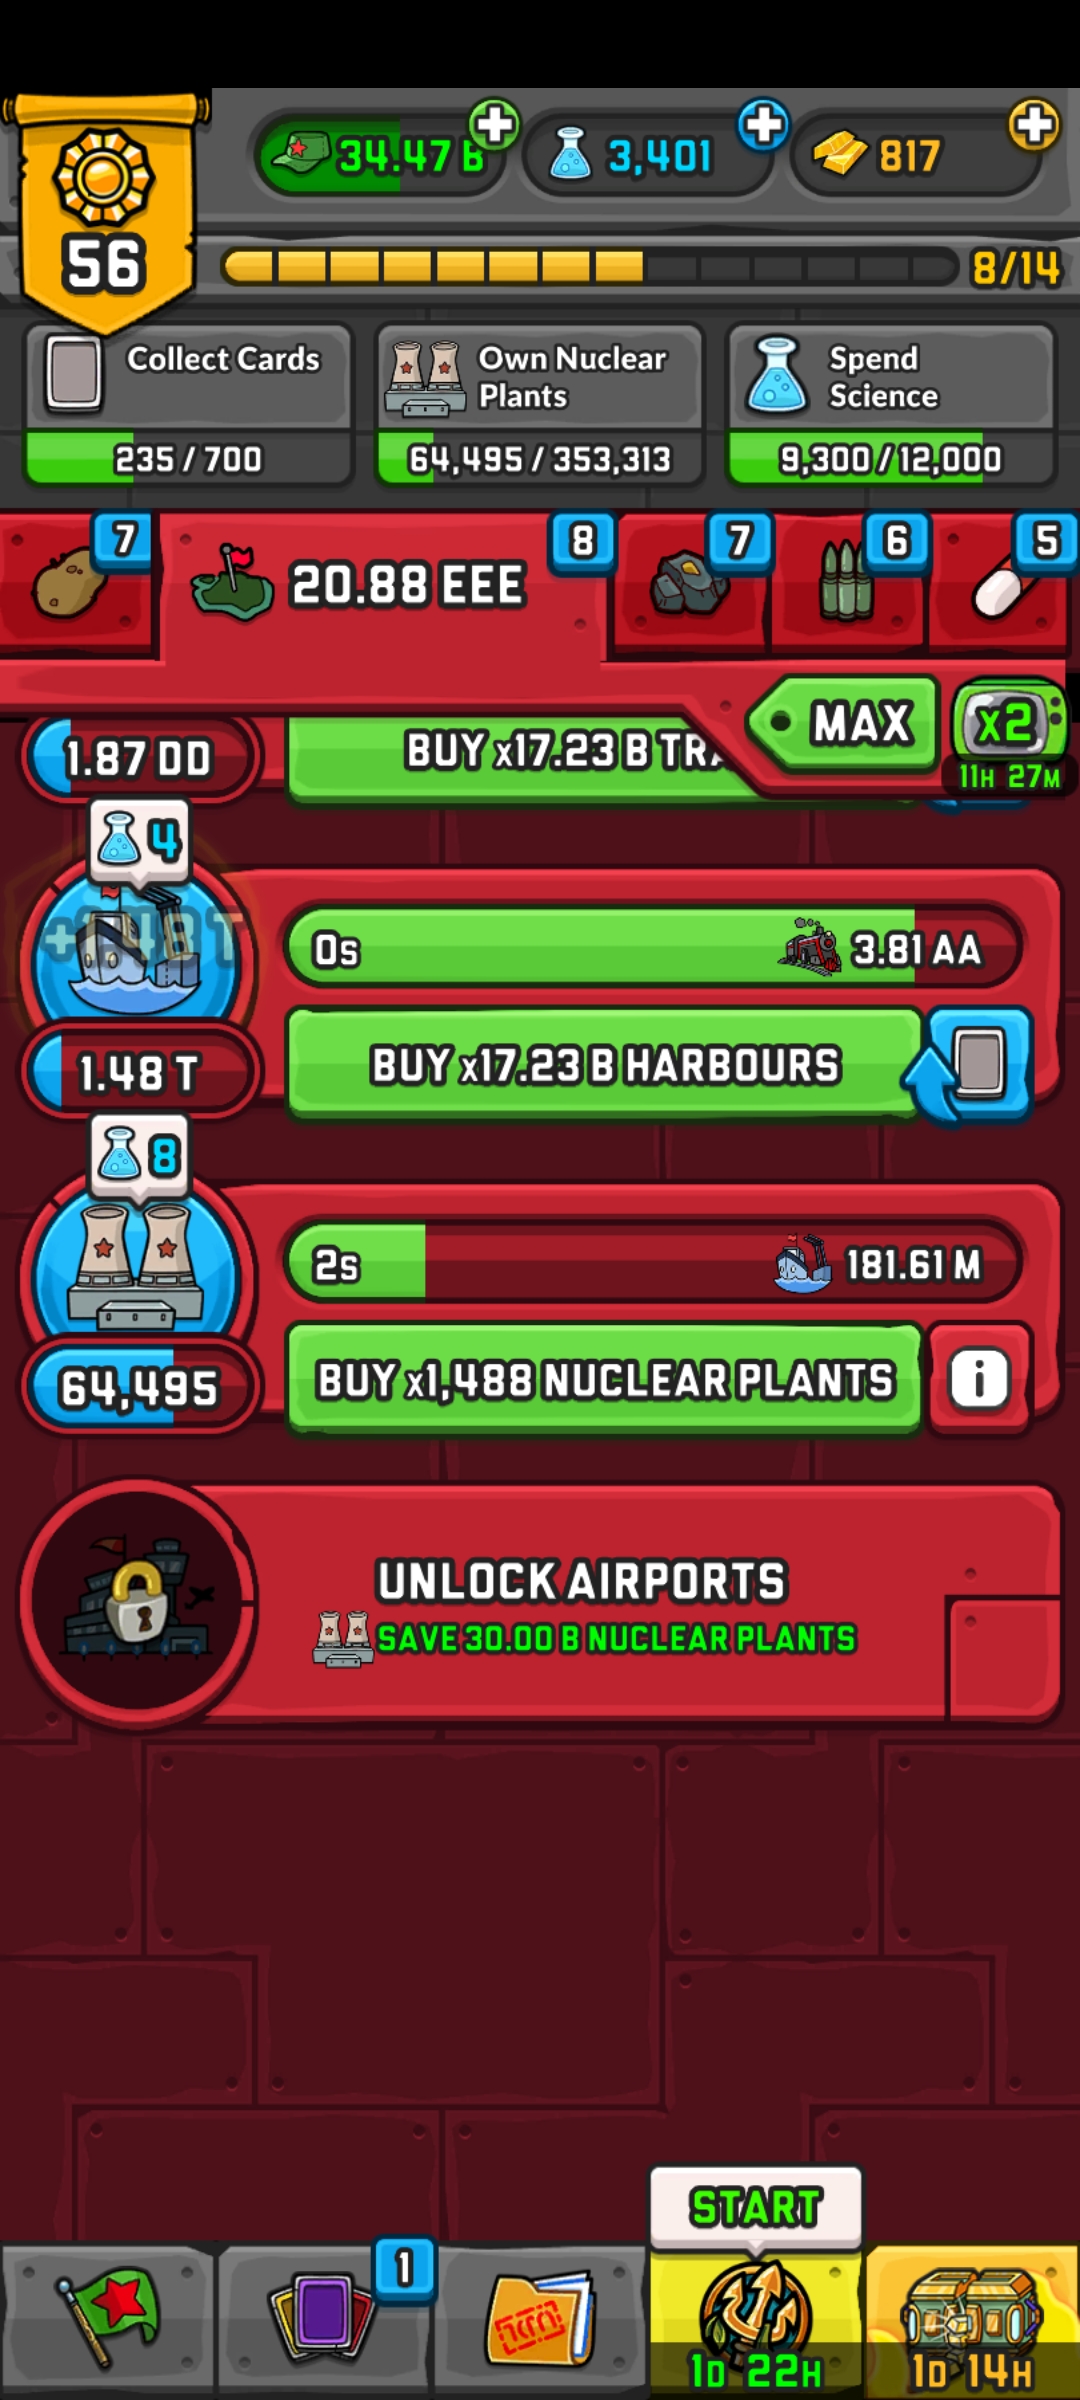 34.47 B
3,401
817
56
8/14
Collect Cards
235 / 700
Own Nuclear
Plants
64,495 / 353,313
Spend
Science
9,300 / 12,000
7
20.88 EEE
8
7
6
5
MAX
x2
11H 27M
1.87 DD
BUY x17.23 B TRA
4
+1.48 T
0s
3.81 AA
1.48 T
BUY x17.23 B HARBOURS
8
2s
181.61 M
64,495
BUY x1,488 NUCLEAR PLANTS
i
UNLOCK AIRPORTS
SAVE 30.00 B NUCLEAR PLANTS
START
1
1D 22H
1D 14H